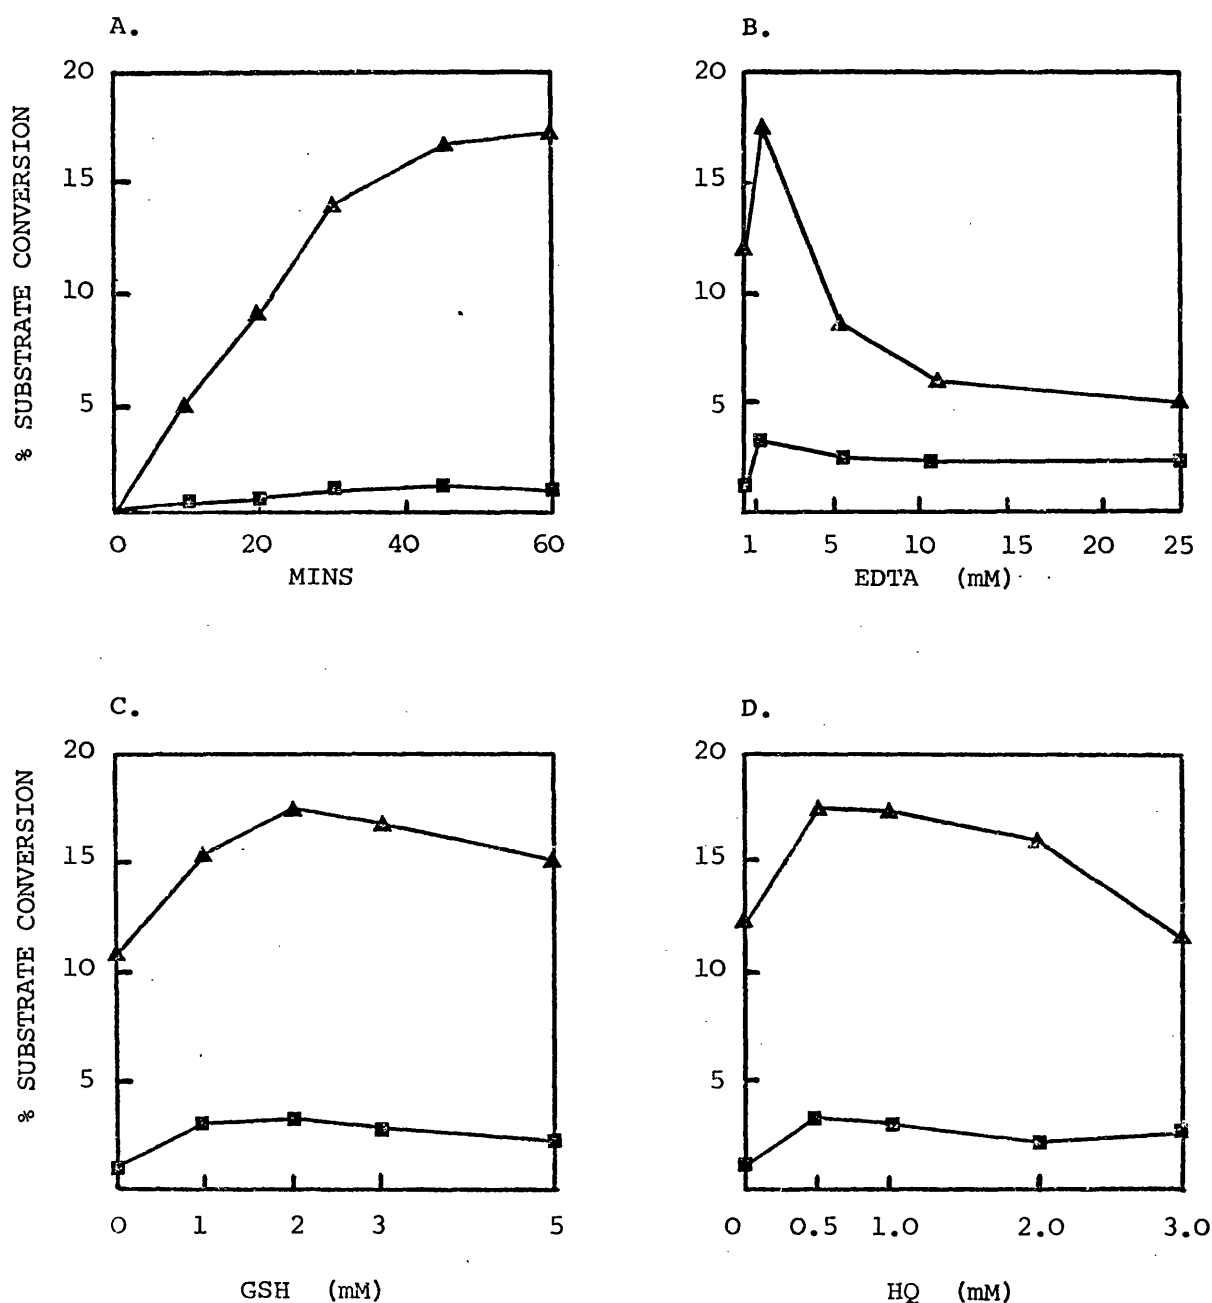 A.
20
15
10
5
% SUBSTRATE CONVERSION
0 20 40 60
MINS
B.
20
15
10
5
1 5 10 15 20 25
EDTA (mM)
C.
20
15
10
5
% SUBSTRATE CONVERSION
0 1 2 3 5
GSH (mM)
D.
20
15
10
5
0 0.5 1.0 2.0 3.0
HQ (mM)